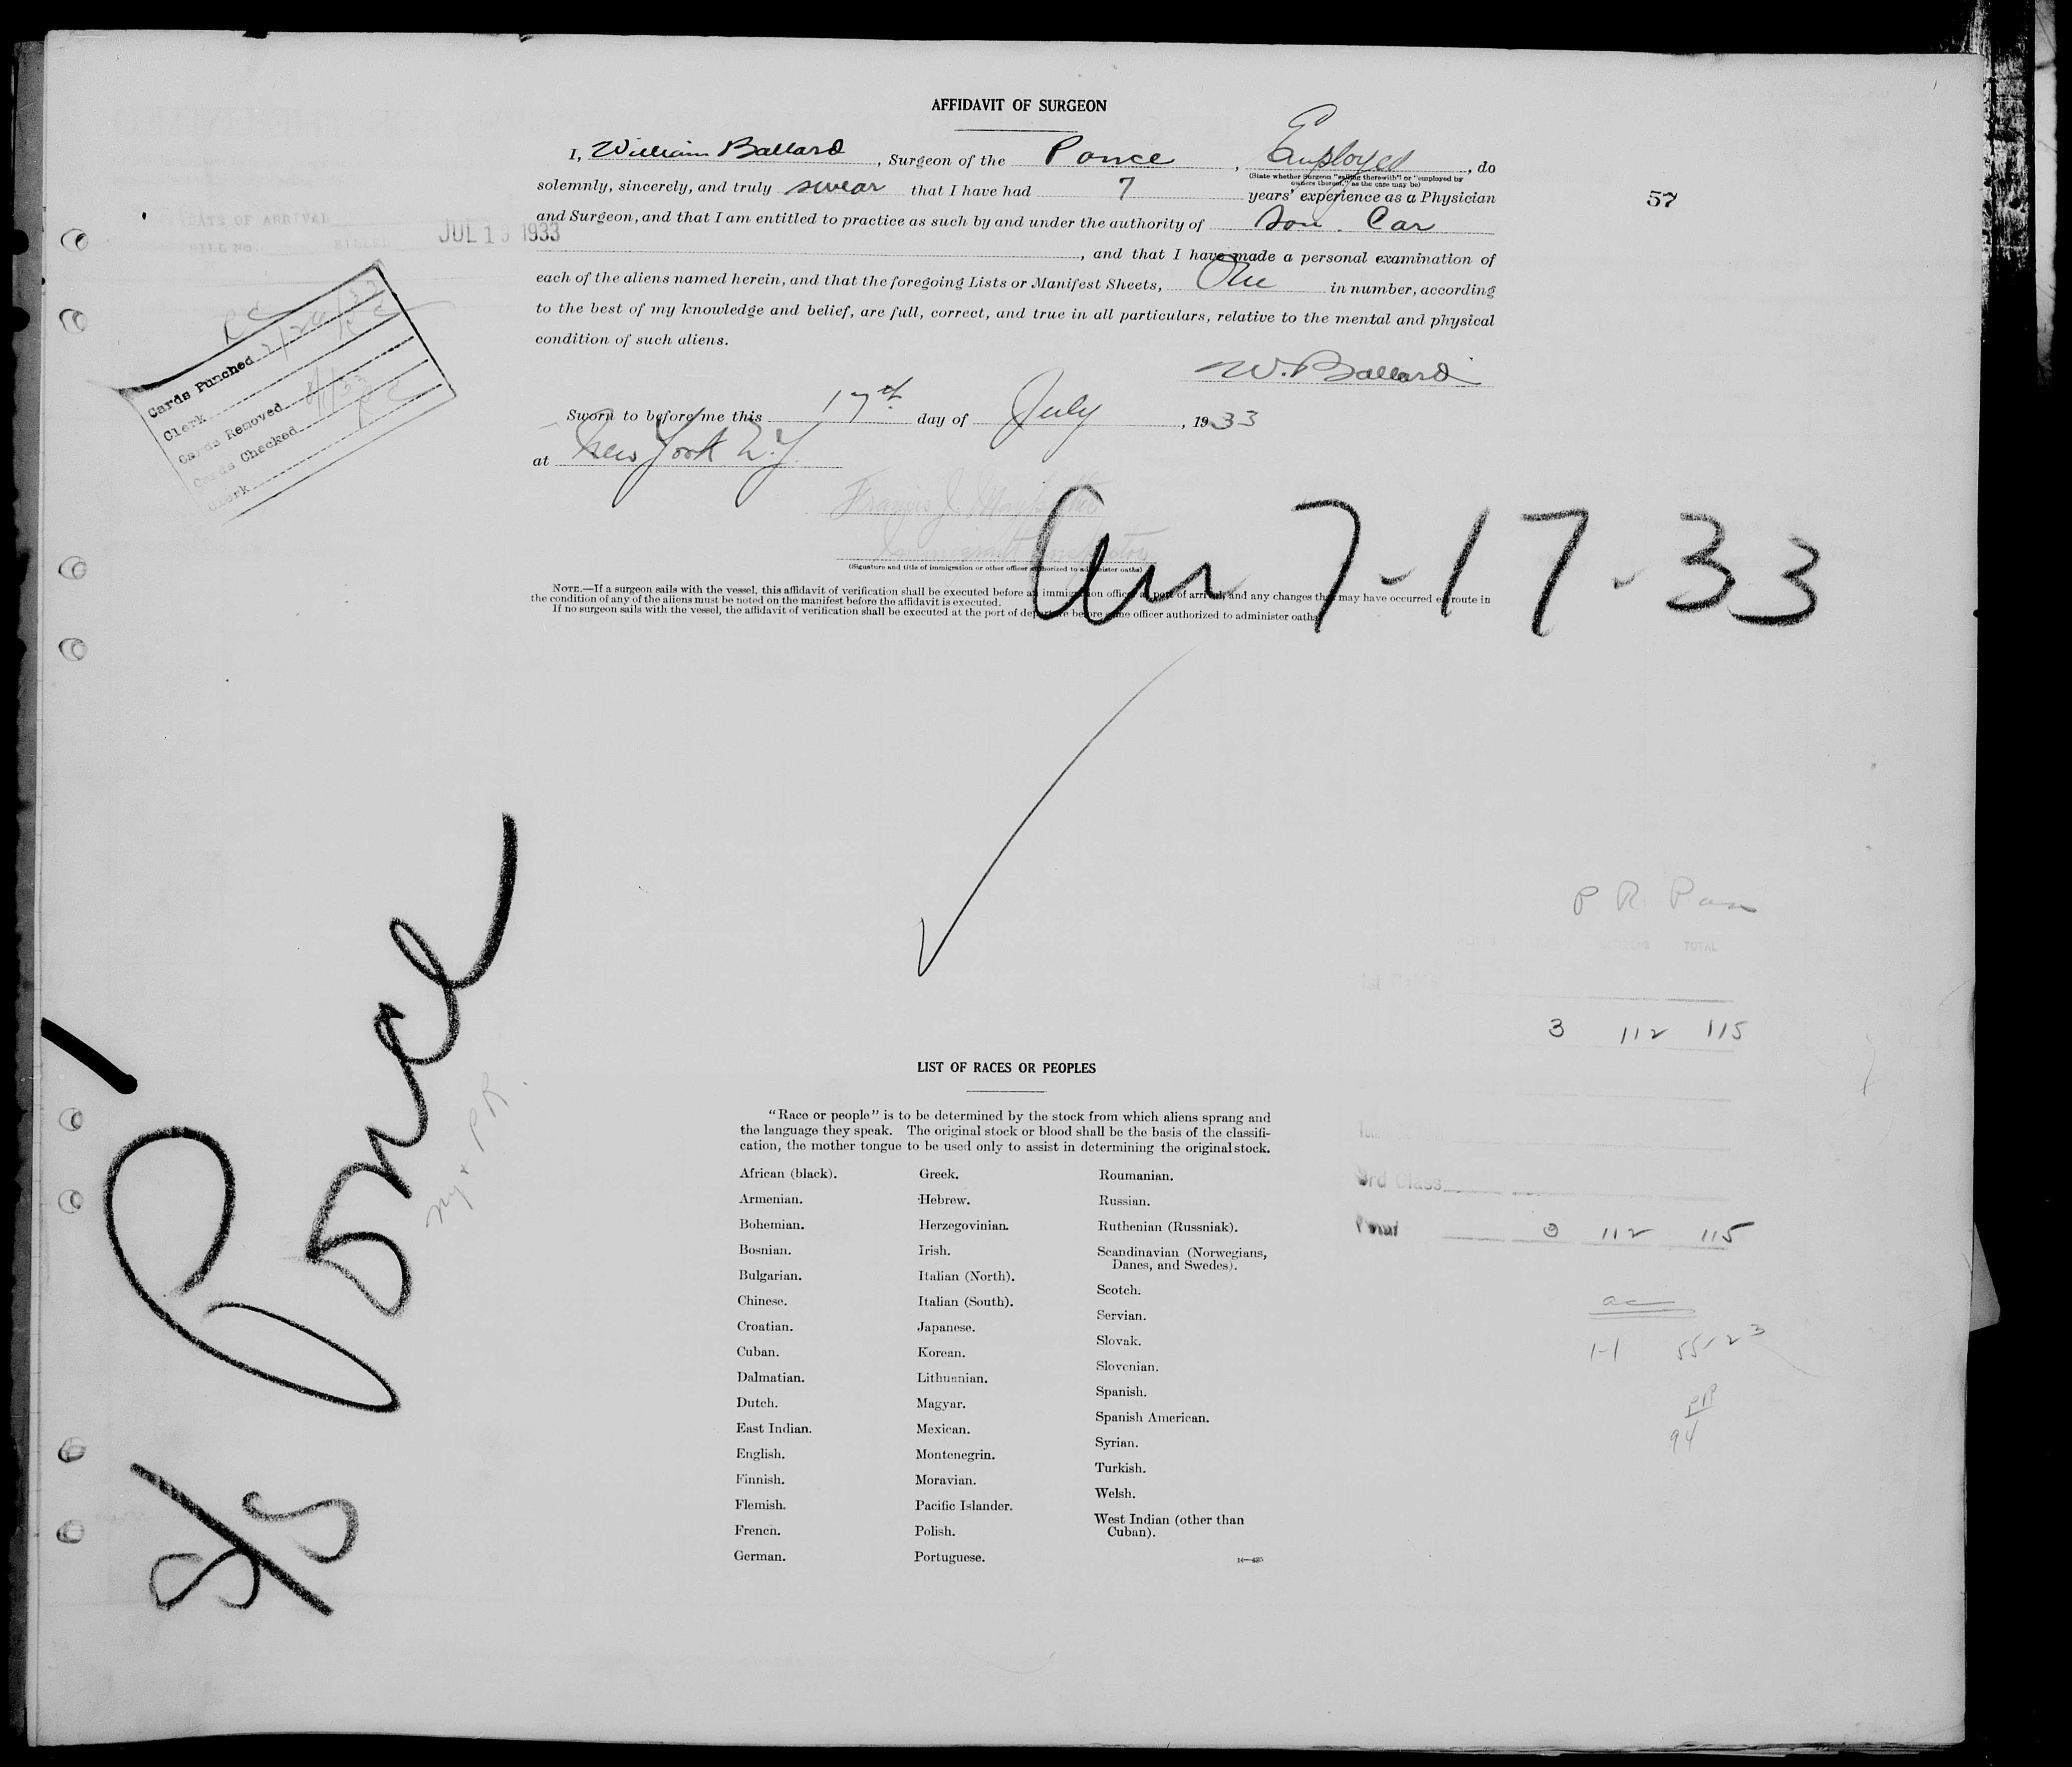 AFFIDAVIT OF SURGEON
I, William Ballard, Surgeon of the Ponce, Employed, do
(State whether Surgeon "sailing therewith" or "employed by
owners thereof," as the case may be)
solemnly, sincerely, and truly swear that I have had 7 years' experience as a Physician
57
and Surgeon, and that I am entitled to practice as such by and under the authority of Sou. Car
DATE OF ARRIVAL
JUL 1 1933
, and that I have made a personal examination of
each of the aliens named herein, and that the foregoing Lists or Manifest Sheets, One in number, according
to the best of my knowledge and belief, are full, correct, and true in all particulars, relative to the mental and physical
condition of such aliens.
W. Ballard
Cards Punched
Clerk
Cards Removed
Cards Checked
Clerk
Sworn to before me this 17th day of July, 1933
at New York N.Y.
Francis J.
Immigrant Inspector
(Signature and title of immigration or other officer authorized to administer oaths)
7-17-33
NOTE.—If a surgeon sails with the vessel, this affidavit of verification shall be executed before an immigration officer at port of arrival, and any changes that may have occurred en route in
the condition of any of the aliens must be noted on the manifest before the affidavit is executed.
If no surgeon sails with the vessel, the affidavit of verification shall be executed at the port of departure before some officer authorized to administer oaths.
S/S Ponce
P R
TOTAL
1st Cabin
3 112 115
3rd Class
Total 3 112 115
PR
94
LIST OF RACES OR PEOPLES
"Race or people" is to be determined by the stock from which aliens sprang and
the language they speak. The original stock or blood shall be the basis of the classifi-
cation, the mother tongue to be used only to assist in determining the original stock.
African (black).
Armenian.
Bohemian.
Bosnian.
Bulgarian.
Chinese.
Croatian.
Cuban.
Dalmatian.
Dutch.
East Indian.
English.
Finnish.
Flemish.
French.
German.
Greek.
Hebrew.
Herzegovinian.
Irish.
Italian (North).
Italian (South).
Japanese.
Korean.
Lithuanian.
Magyar.
Mexican.
Montenegrin.
Moravian.
Pacific Islander.
Polish.
Portuguese.
Roumanian.
Russian.
Ruthenian (Russniak).
Scandinavian (Norwegians,
Danes, and Swedes).
Scotch.
Servian.
Slovak.
Slovenian.
Spanish.
Spanish American.
Syrian.
Turkish.
Welsh.
West Indian (other than
Cuban).